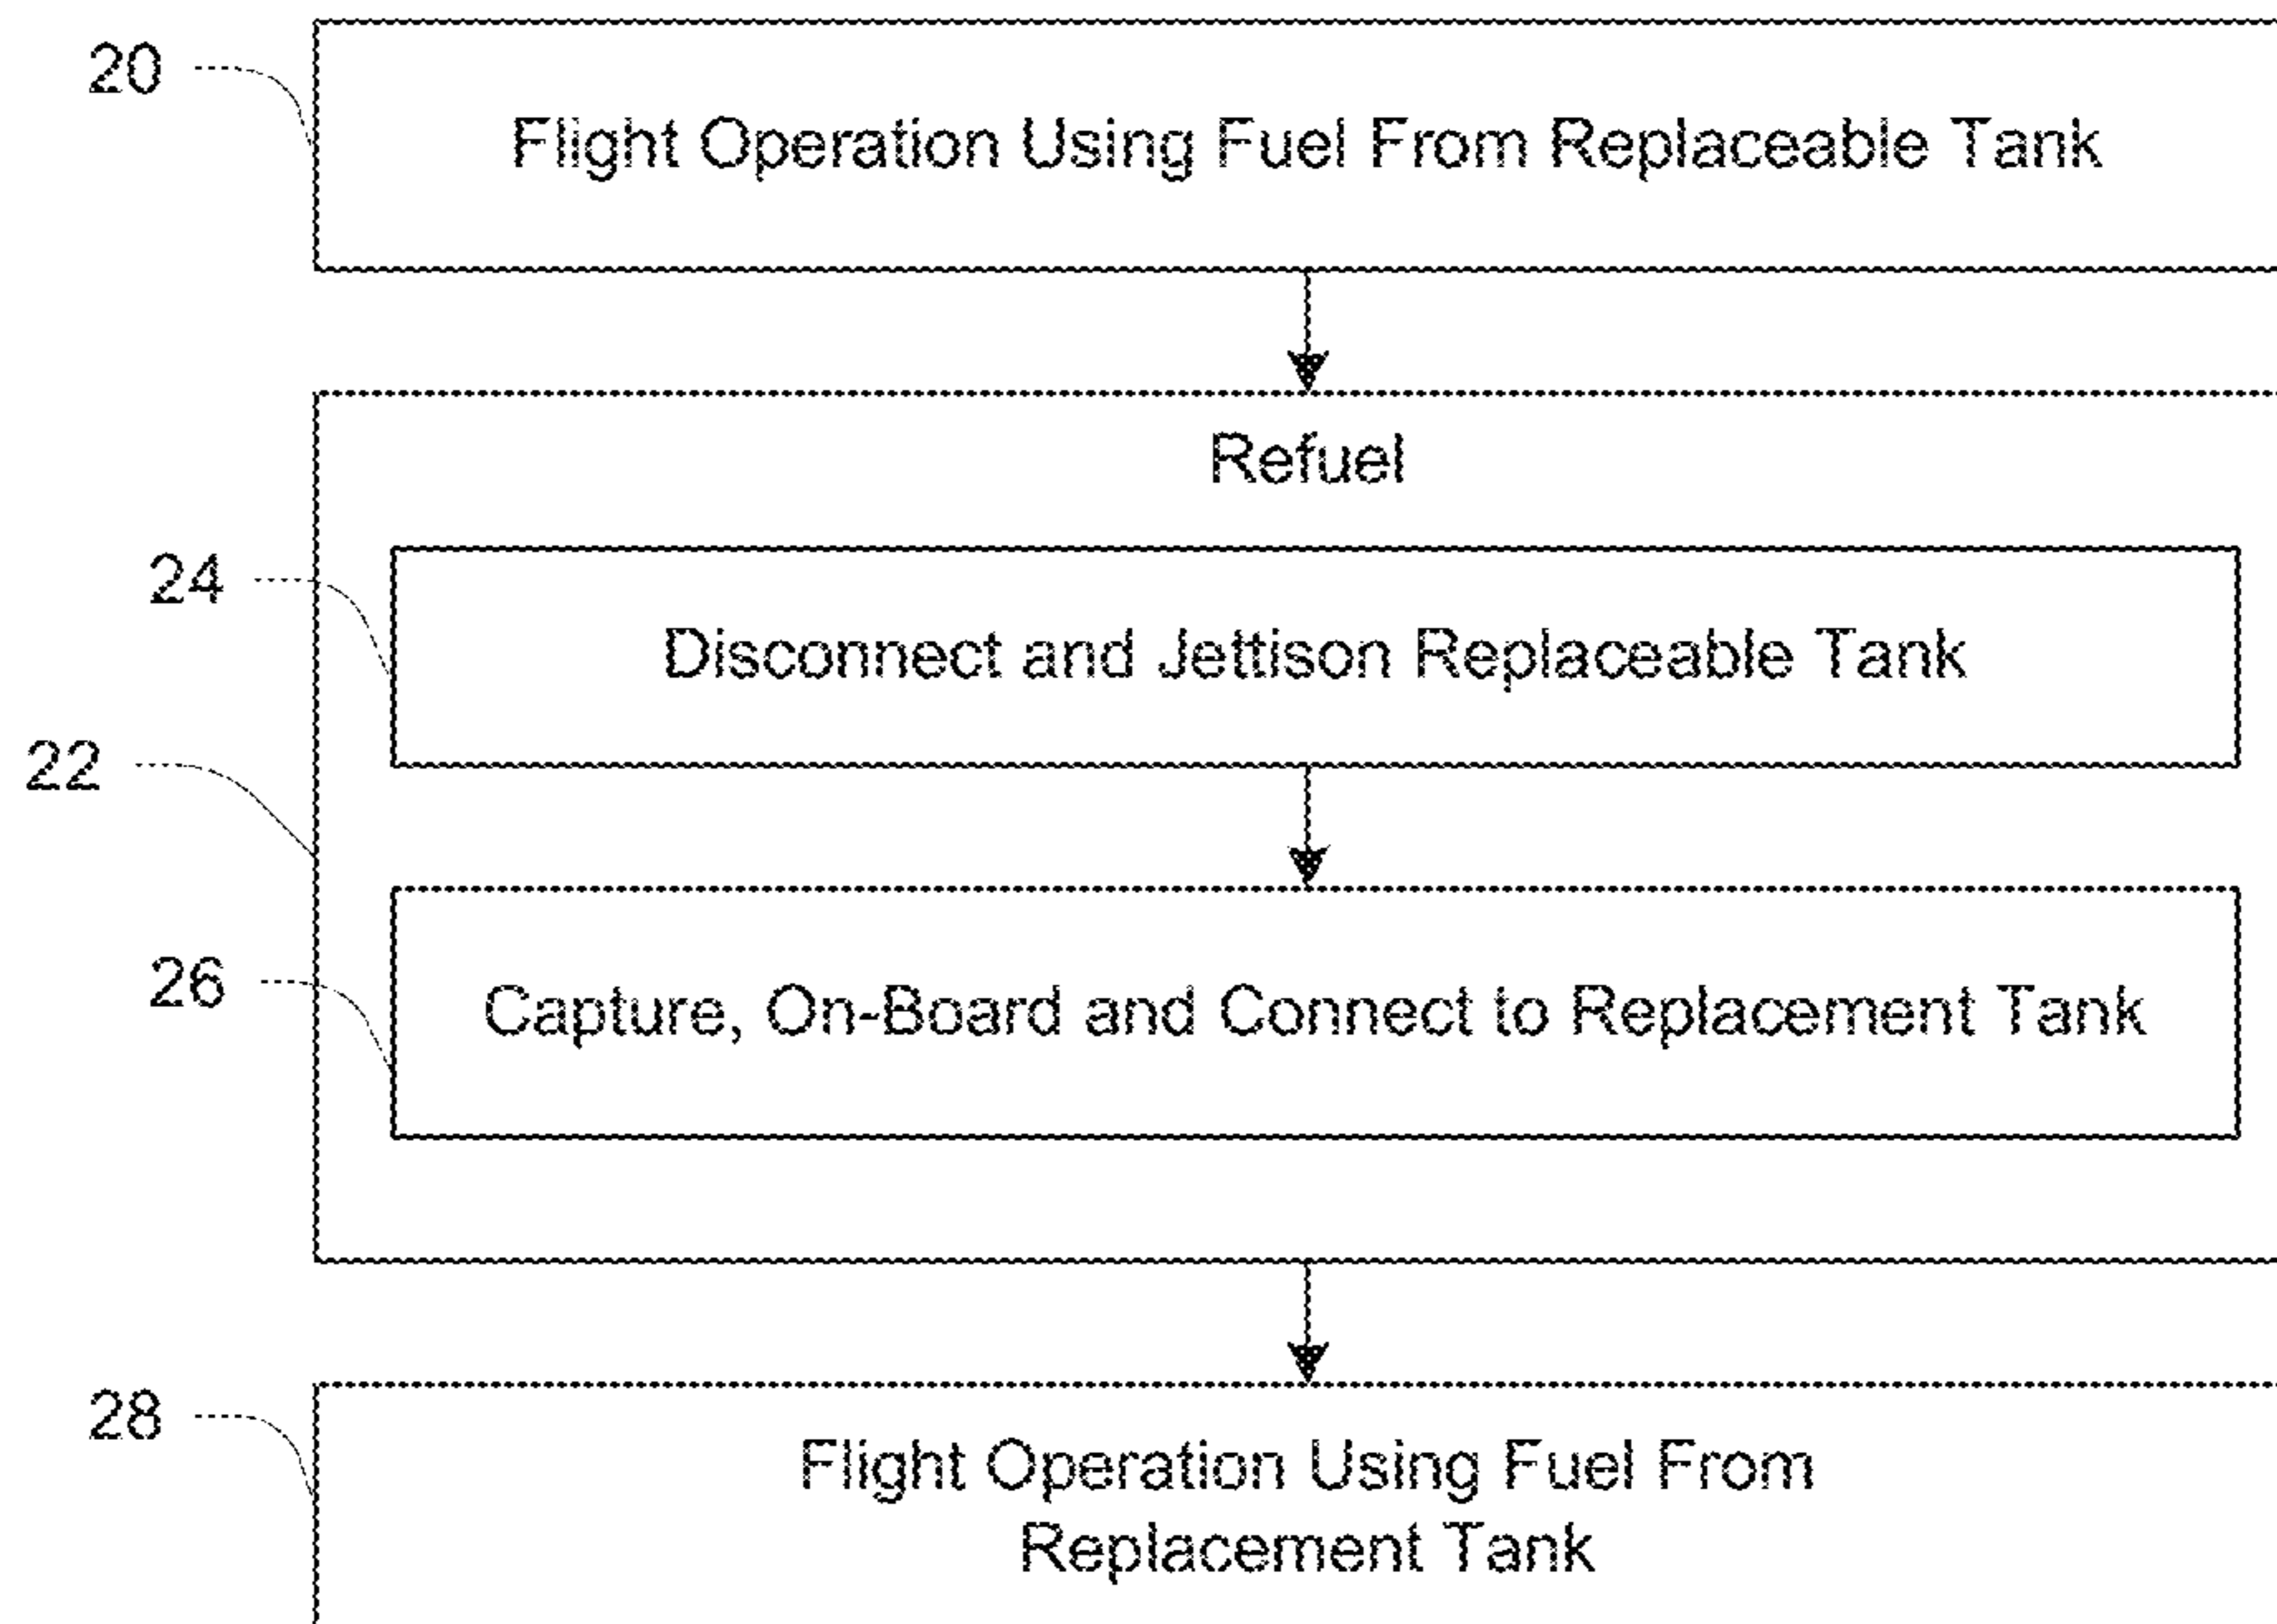 20
Flight Operation Using Fuel From Replaceable Tank
Refuel
24
Disconnect and Jettison Replaceable Tank
22
26
Capture, On-Board and Connect to Replacement Tank
28
Flight Operation Using Fuel From
Replacement Tank